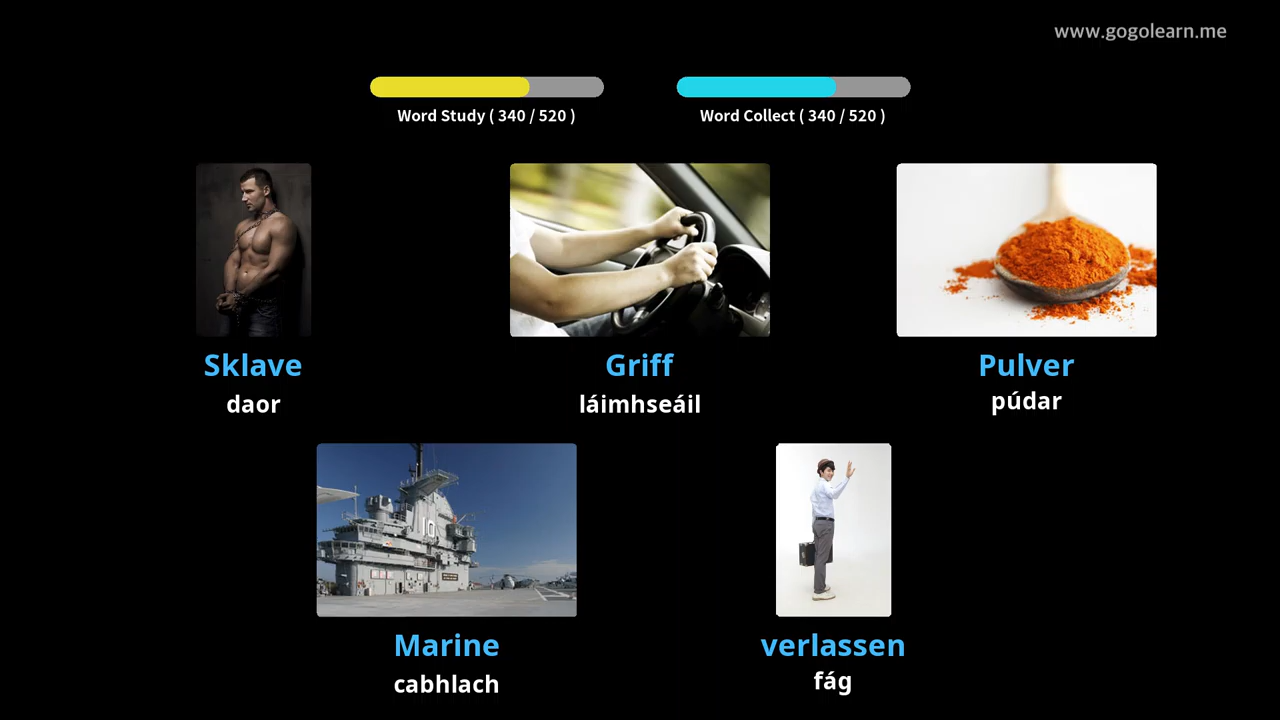 www.gogolearn.me
Word Study ( 340 / 520 )
Word Collect ( 340 / 520 )
Sklave
daor
Griff
láimhseáil
Pulver
púdar
10
Marine
cabhlach
verlassen
fág